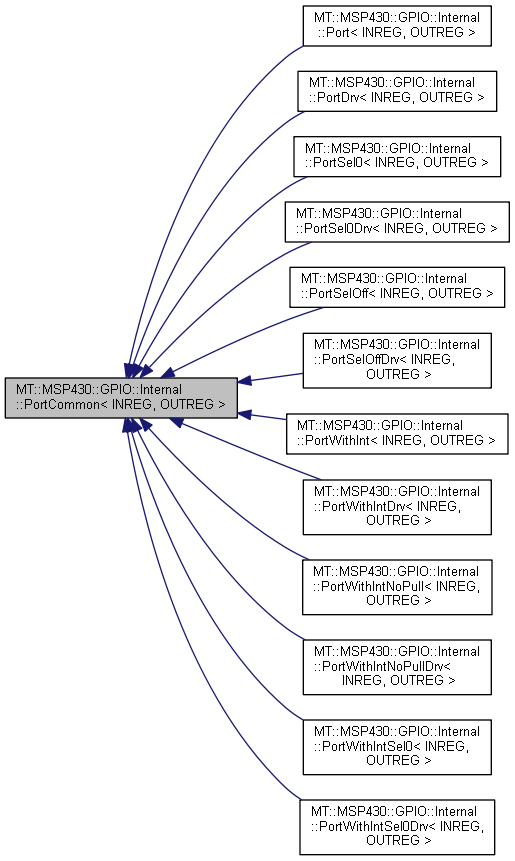 MT::MSP430::GPIO::Internal
::Port< INREG, OUTREG >
MT::MSP430::GPIO::Internal
::PortDrv< INREG, OUTREG >
MT::MSP430::GPIO::Internal
::PortSel0< INREG, OUTREG >
MT::MSP430::GPIO::Internal
::PortSel0Drv< INREG, OUTREG >
MT::MSP430::GPIO::Internal
::PortSelOff< INREG, OUTREG >
MT::MSP430::GPIO::Internal
::PortSelOffDrv< INREG,
OUTREG >
MT::MSP430::GPIO::Internal
::PortCommon< INREG, OUTREG >
MT::MSP430::GPIO::Internal
::PortWithInt< INREG, OUTREG >
MT::MSP430::GPIO::Internal
::PortWithIntDrv< INREG,
OUTREG >
MT::MSP430::GPIO::Internal
::PortWithIntNoPull< INREG,
OUTREG >
MT::MSP430::GPIO::Internal
::PortWithIntNoPullDrv<
INREG, OUTREG >
MT::MSP430::GPIO::Internal
::PortWithIntSel0< INREG,
OUTREG >
MT::MSP430::GPIO::Internal
::PortWithIntSel0Drv< INREG,
OUTREG >